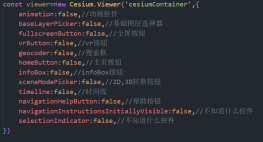 const viewer=new Cesium.Viewer('cesiumContainer',{
animation:false,//动画控件
baseLayerPicker:false,//基础图层选择器
fullscreenButton:false,//全屏按钮
vrButton:false,//vr按钮
geocoder:false,//搜索框
homeButton:false,//主页按钮
infoBox:false,//infoBox按钮
sceneModePicker:false,//2D,3D转换按钮
timeline:false,//时间线
navigationHelpButton:false,//帮助按钮
navigationInstructionsInitiallyVisible:false,//不知道什么控件
selectionIndicator:false,//不知道什么控件
})